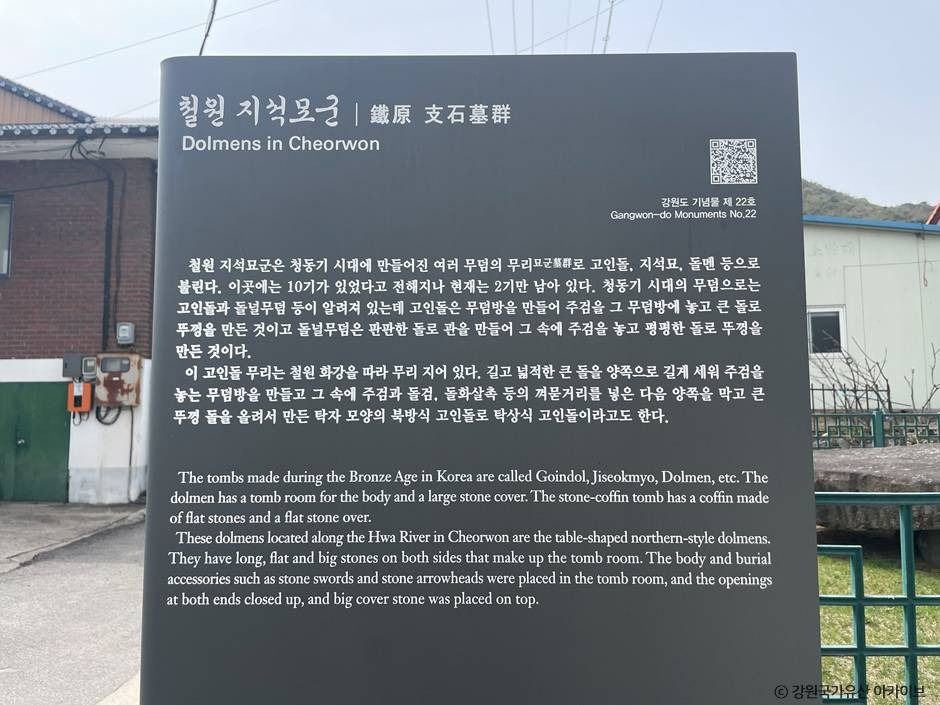 철원 지석묘군 | 鐵原 支石墓群
Dolmens in Cheorwon
강원도 기념물 제 22호
Gangwon-do Monuments No.22
철원 지석묘군은 청동기 시대에 만들어진 여러 무덤의 무리묘군墓群로 고인돌, 지석묘, 돌멘 등으로
불린다. 이곳에는 10기가 있었다고 전해지나 현재는 2기만 남아 있다. 청동기 시대의 무덤으로는
고인돌과 돌널무덤 등이 알려져 있는데 고인돌은 무덤방을 만들어 주검을 그 무덤방에 놓고 큰 돌로
뚜껑을 만든 것이고 돌널무덤은 판판한 돌로 관을 만들어 그 속에 주검을 놓고 평평한 돌로 뚜껑을
만든 것이다.
이 고인돌 무리는 철원 화강을 따라 무리 지어 있다. 길고 넓적한 큰 돌을 양쪽으로 길게 세워 주검을
놓는 무덤방을 만들고 그 속에 주검과 돌검, 돌화살촉 등의 껴묻거리를 넣은 다음 양쪽을 막고 큰
뚜껑 돌을 올려서 만든 탁자 모양의 북방식 고인돌로 탁상식 고인돌이라고도 한다.
The tombs made during the Bronze Age in Korea are called Goindol, Jiseokmyo, Dolmen, etc. The
dolmen has a tomb room for the body and a large stone cover. The stone-coffin tomb has a coffin made
of flat stones and a flat stone over.
These dolmens located along the Hwa River in Cheorwon are the table-shaped northern-style dolmens.
They have long, flat and big stones on both sides that make up the tomb room. The body and burial
accessories such as stone swords and stone arrowheads were placed in the tomb room, and the openings
at both ends closed up, and big cover stone was placed on top.
ⓒ 강원국가유산 아카이브